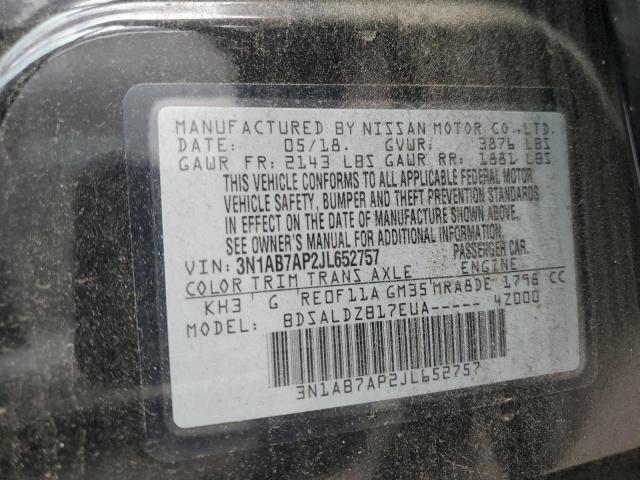 MANUFACTURED BY NISSAN MOTOR CO.,LTD.
DATE: 05/18. GVWR: 3876 LBS
GAWR FR: 2143 LBS GAWR RR: 1881 LBS
THIS VEHICLE CONFORMS TO ALL APPLICABLE FEDERAL MOTOR
VEHICLE SAFETY, BUMPER AND THEFT PREVENTION STANDARDS
IN EFFECT ON THE DATE OF MANUFACTURE SHOWN ABOVE.
SEE OWNER'S MANUAL FOR ADDITIONAL INFORMATION.
VIN: 3N1AB7AP2JL652757 PASSENGER CAR.
COLOR TRIM TRANS AXLE ENGINE
KH3 G RE0F11A GM35 MRA8DE 1798 CC
MODEL: BDSALDZB17EUA----- 4Z000
3N1AB7AP2JL652757